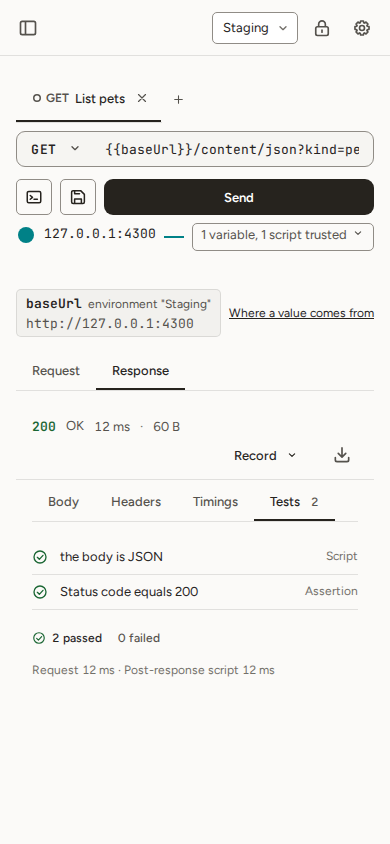 Staging
GET List pets
GET {{baseUrl}}/content/json?kind=pe
Send
127.0.0.1:4300 1 variable, 1 script trusted
baseUrl environment "Staging"
http://127.0.0.1:4300
Where a value comes from
Request Response
200 OK 12 ms · 60 B
Record
Body Headers Timings Tests 2
the body is JSON Script
Status code equals 200 Assertion
2 passed 0 failed
Request 12 ms · Post-response script 12 ms